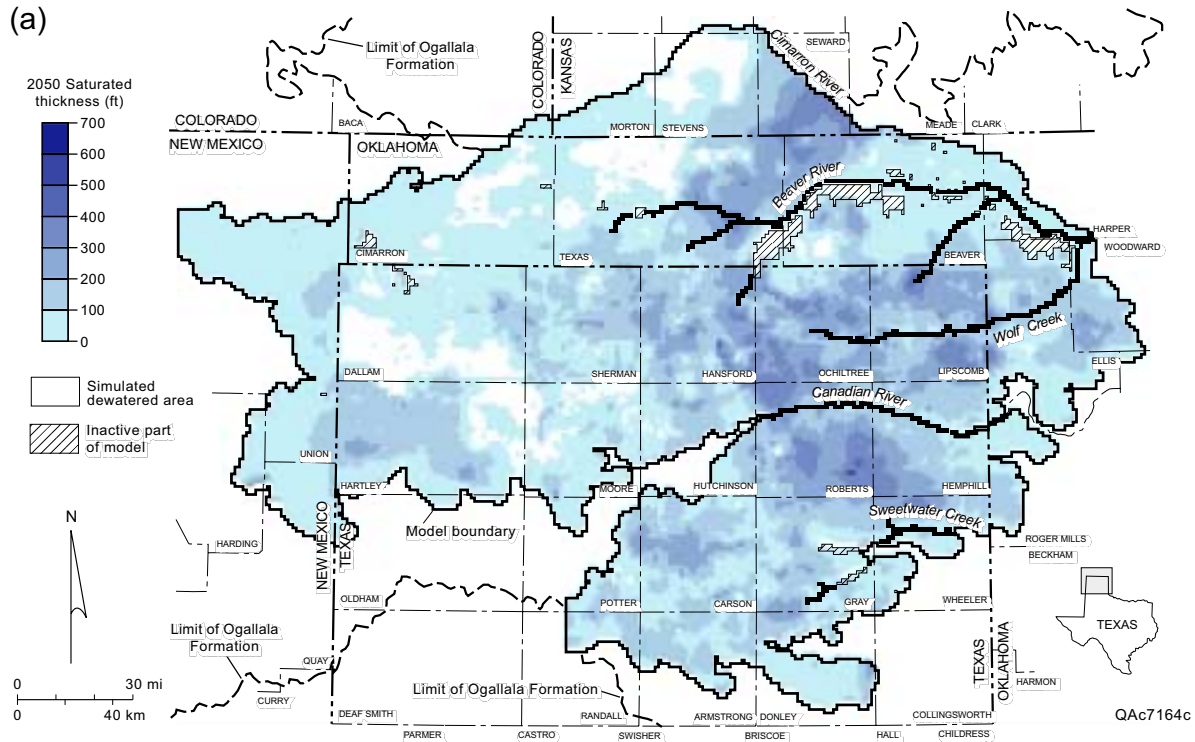 (a)
Limit of Ogallala
Formation
2050 Saturated
thickness (ft)
700
600
500
400
300
200
100
0
Simulated
dewatered area
Inactive part
of model
COLORADO
KANSAS
SEWARD
Cimarron River
COLORADO
NEW MEXICO
BACA
OKLAHOMA
MORTON
STEVENS
MEADE
CLARK
Beaver River
HARPER
WOODWARD
CIMARRON
TEXAS
BEAVER
Wolf Creek
DALLAM
SHERMAN
HANSFORD
OCHILTREE
LIPSCOMB
ELLIS
Canadian River
UNION
HARTLEY
MOORE
HUTCHINSON
ROBERTS
HEMPHILL
Model boundary
Sweetwater Creek
N
HARDING
NEW MEXICO
TEXAS
ROGER MILLS
BECKHAM
OLDHAM
POTTER
CARSON
GRAY
WHEELER
TEXAS
Limit of Ogallala
Formation
QUAY
CURRY
Limit of Ogallala Formation
TEXAS
OKLAHOMA
HARMON
0 30 mi
0 40 km
DEAF SMITH
RANDALL
ARMSTRONG
DONLEY
COLLINGSWORTH
QAc7164c
PARMER
CASTRO
SWISHER
BRISCOE
HALL
CHILDRESS